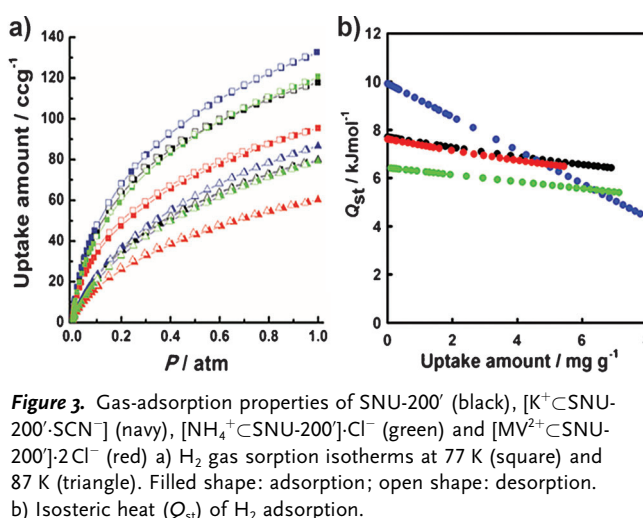 a)
140
120
100
80
60
40
20
0
Uptake amount / ccg⁻¹
0.0 0.2 0.4 0.6 0.8 1.0
P / atm
b)
12
10
8
6
4
2
0
Qst / kJmol⁻¹
0 2 4 6 8
Uptake amount / mg g⁻¹
Figure 3. Gas-adsorption properties of SNU-200′ (black), [K⁺⊂SNU-
200′·SCN⁻] (navy), [NH₄⁺⊂SNU-200′]·Cl⁻ (green) and [MV²⁺⊂SNU-
200′]·2 Cl⁻ (red) a) H₂ gas sorption isotherms at 77 K (square) and
87 K (triangle). Filled shape: adsorption; open shape: desorption.
b) Isosteric heat (Qst) of H₂ adsorption.